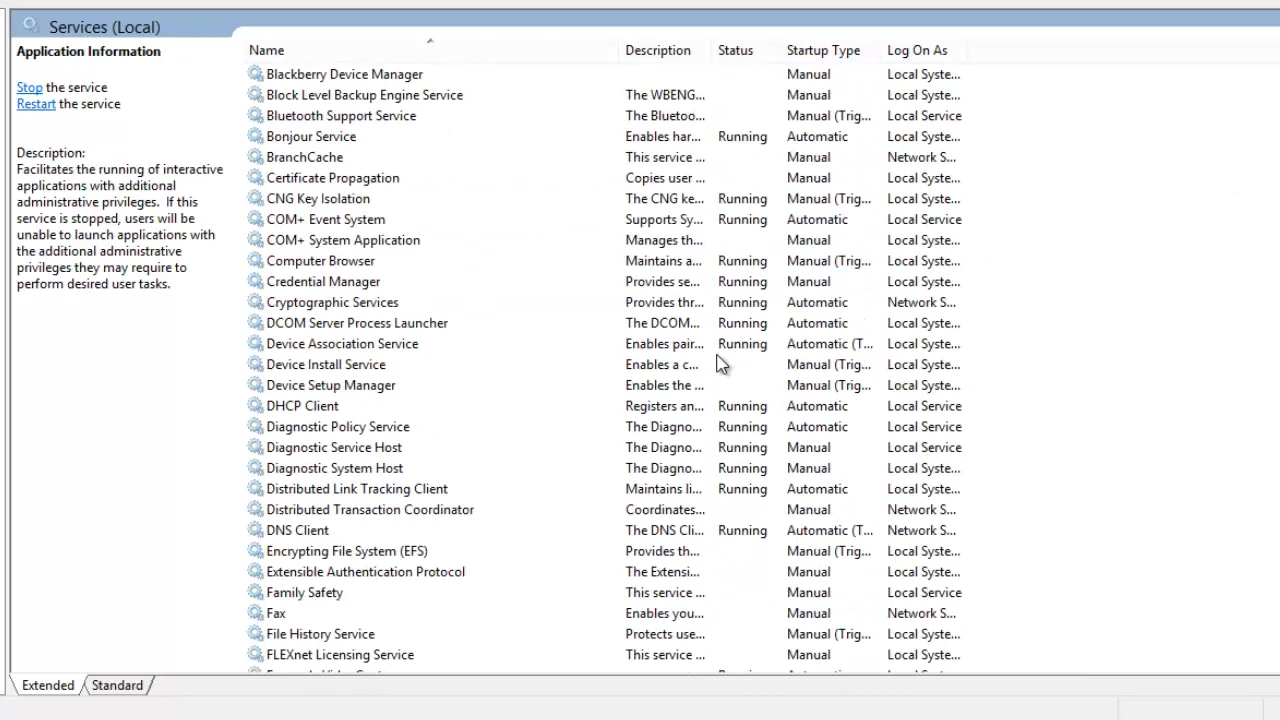 Services (Local)
Application Information
Stop the service
Restart the service
Description:
Facilitates the running of interactive
applications with additional
administrative privileges. If this
service is stopped, users will be
unable to launch applications with
the additional administrative
privileges they may require to
perform desired user tasks.
Name Description Status Startup Type Log On As
Blackberry Device Manager Manual Local Syste...
Block Level Backup Engine Service The WBENG... Manual Local Syste...
Bluetooth Support Service The Bluetoo... Manual (Trig... Local Service
Bonjour Service Enables har... Running Automatic Local Syste...
BranchCache This service ... Manual Network S...
Certificate Propagation Copies user ... Manual Local Syste...
CNG Key Isolation The CNG ke... Running Manual (Trig... Local Syste...
COM+ Event System Supports Sy... Running Automatic Local Service
COM+ System Application Manages th... Manual Local Syste...
Computer Browser Maintains a... Running Manual (Trig... Local Syste...
Credential Manager Provides se... Running Manual Local Syste...
Cryptographic Services Provides thr... Running Automatic Network S...
DCOM Server Process Launcher The DCOM... Running Automatic Local Syste...
Device Association Service Enables pair... Running Automatic (T... Local Syste...
Device Install Service Enables a c... Manual (Trig... Local Syste...
Device Setup Manager Enables the ... Manual (Trig... Local Syste...
DHCP Client Registers an... Running Automatic Local Service
Diagnostic Policy Service The Diagno... Running Automatic Local Service
Diagnostic Service Host The Diagno... Running Manual Local Service
Diagnostic System Host The Diagno... Running Manual Local Syste...
Distributed Link Tracking Client Maintains li... Running Automatic Local Syste...
Distributed Transaction Coordinator Coordinates... Manual Network S...
DNS Client The DNS Cli... Running Automatic (T... Network S...
Encrypting File System (EFS) Provides th... Manual (Trig... Local Syste...
Extensible Authentication Protocol The Extensi... Manual Local Syste...
Family Safety This service ... Manual Local Service
Fax Enables you... Manual Network S...
File History Service Protects use... Manual (Trig... Local Syste...
FLEXnet Licensing Service This service ... Manual Local Syste...
Extended Standard